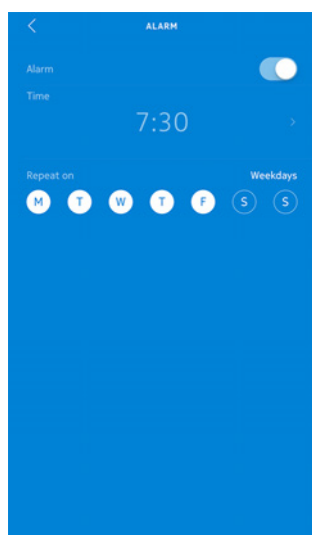 ALARM
Alarm
Time
7:30
Repeat on Weekdays
M T W T F S S